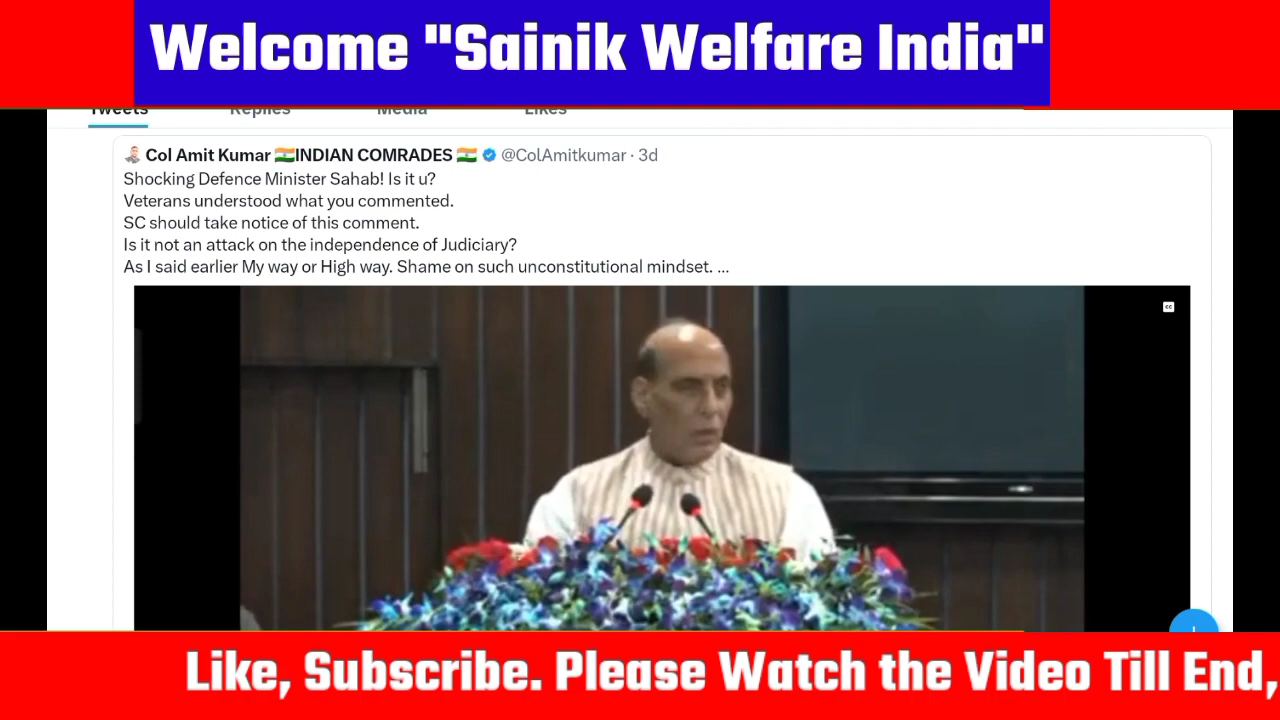 Welcome "Sainik Welfare India"
Tweets Replies Media Likes
Col Amit Kumar 🇮🇳INDIAN COMRADES 🇮🇳 @ColAmitkumar · 3d
Shocking Defence Minister Sahab! Is it u?
Veterans understood what you commented.
SC should take notice of this comment.
Is it not an attack on the independence of Judiciary?
As I said earlier My way or High way. Shame on such unconstitutional mindset. ...
cc
Like, Subscribe. Please Watch the Video Till End,